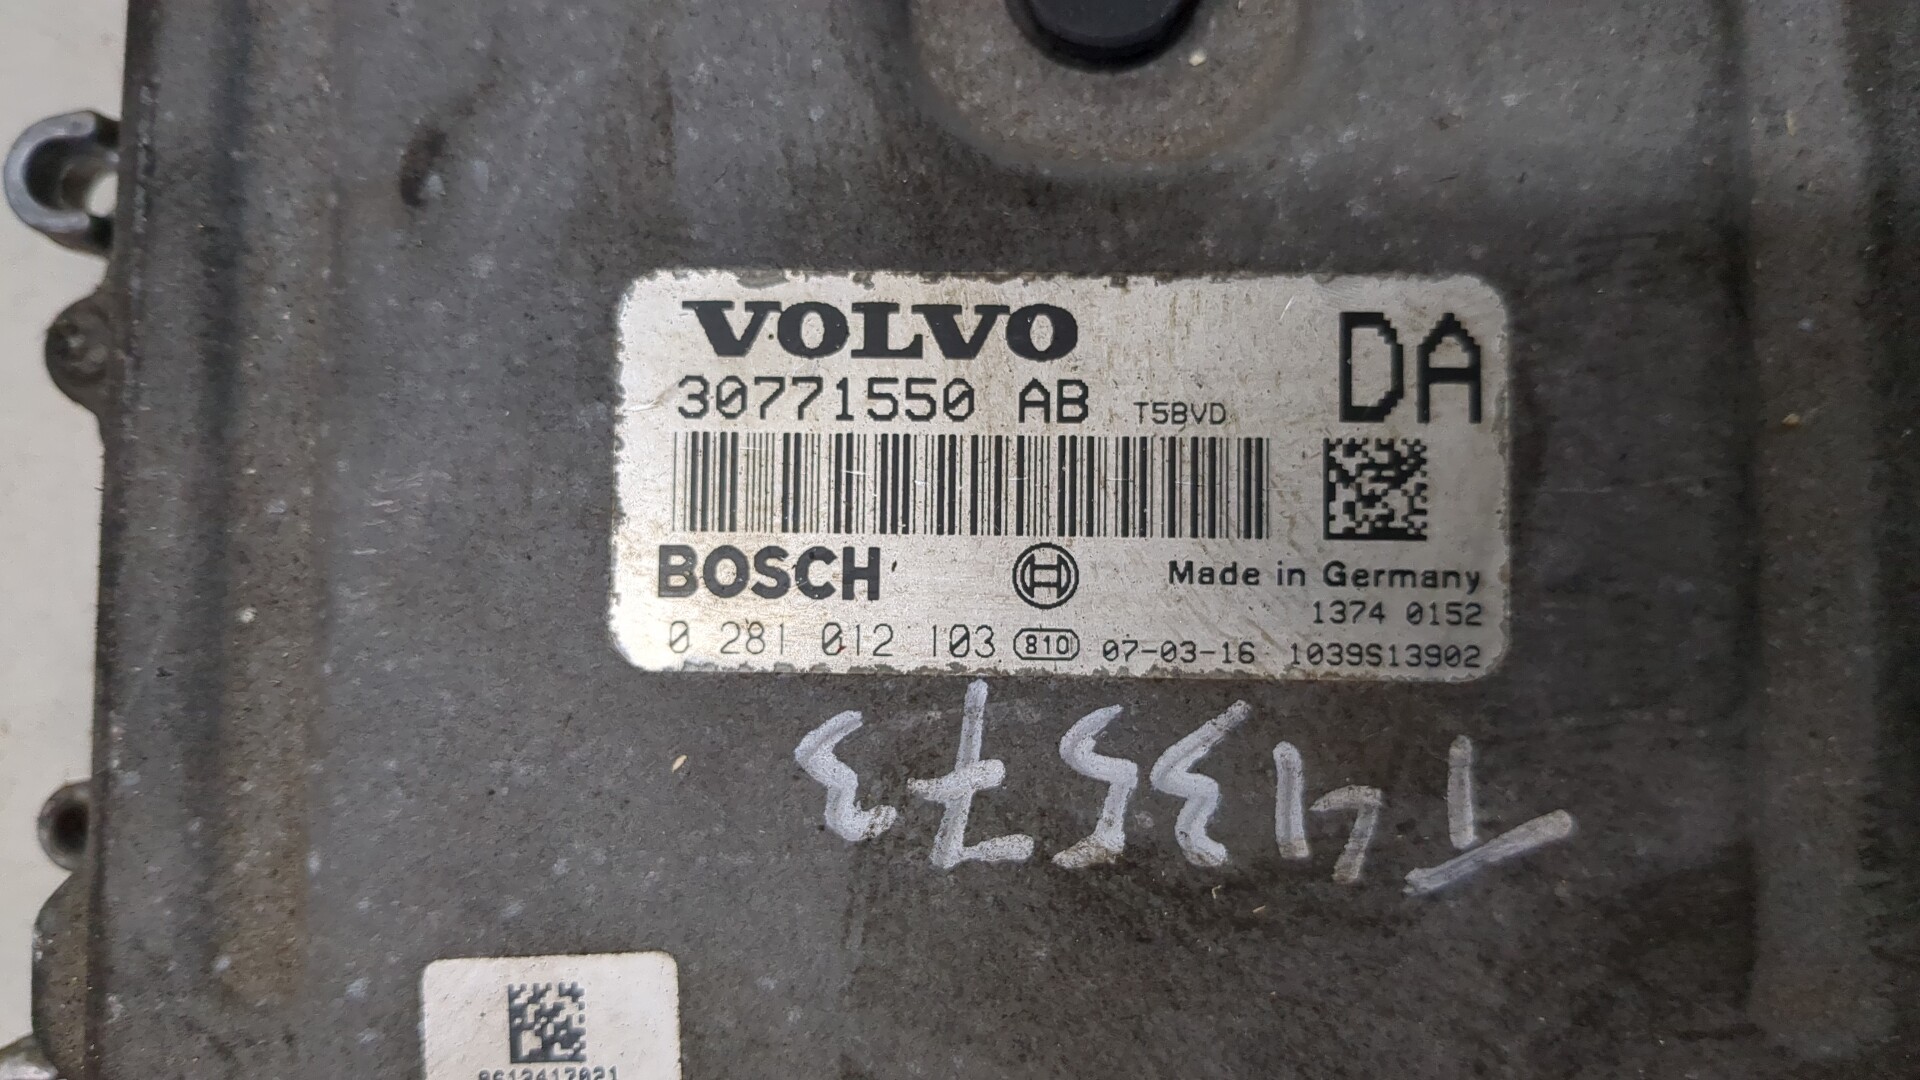 VOLVO
30771550 AB T5BVD DA
BOSCH Made in Germany
1374 0152
0 281 012 103 810 07-03-16 1039S13902
T43573